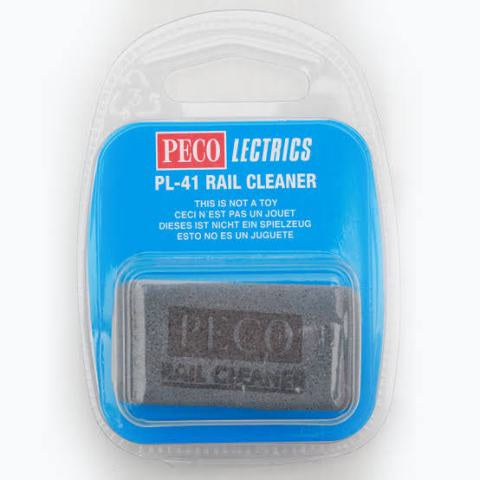 PECO LECTRICS
PL-41 RAIL CLEANER
THIS IS NOT A TOY
CECI N'EST PAS UN JOUET
DIESES IST NICHT EIN SPIELZEUG
ESTO NO ES UN JUGUETE
PECO
RAIL CLEANER